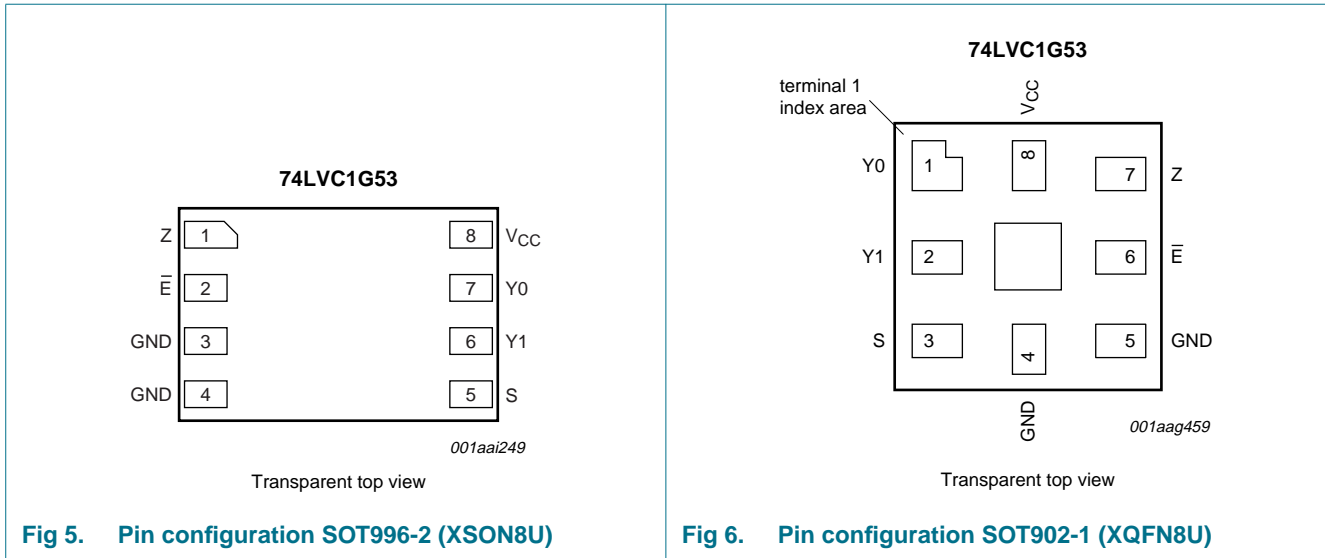 74LVC1G53
Z 1 8 VCC
E̅ 2 7 Y0
GND 3 6 Y1
GND 4 5 S
001aai249
Transparent top view
Fig 5. Pin configuration SOT996-2 (XSON8U)
74LVC1G53
terminal 1
index area
VCC
Y0 1 8 7 Z
Y1 2 6 E̅
S 3 4 5 GND
GND
001aag459
Transparent top view
Fig 6. Pin configuration SOT902-1 (XQFN8U)